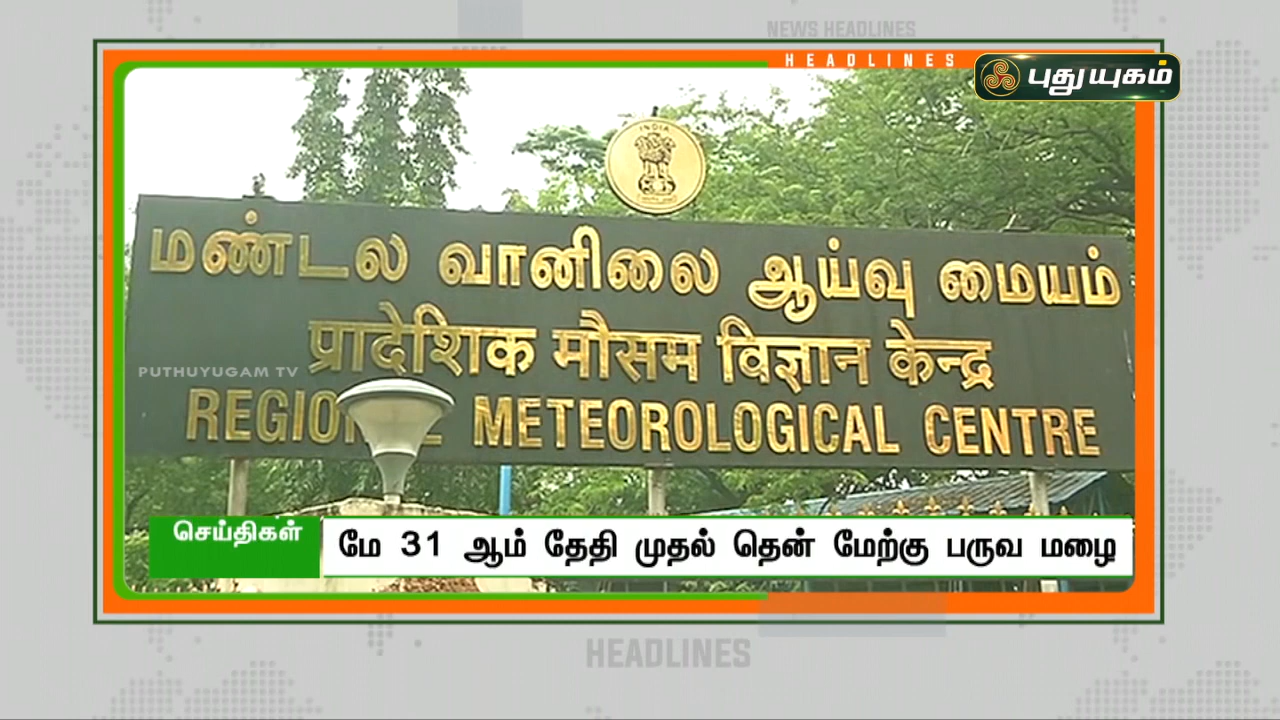 NEWS HEADLINES
HEADLINES
புதுயுகம்
INDIA
மண்டல வானிலை ஆய்வு மையம்
प्रादेशिक मौसम विज्ञान केन्द्र
PUTHUYUGAM TV
METEOROLOGICAL CENTRE
செய்திகள்
மே 31 ஆம் தேதி முதல் தென் மேற்கு பருவ மழை
HEADLINES